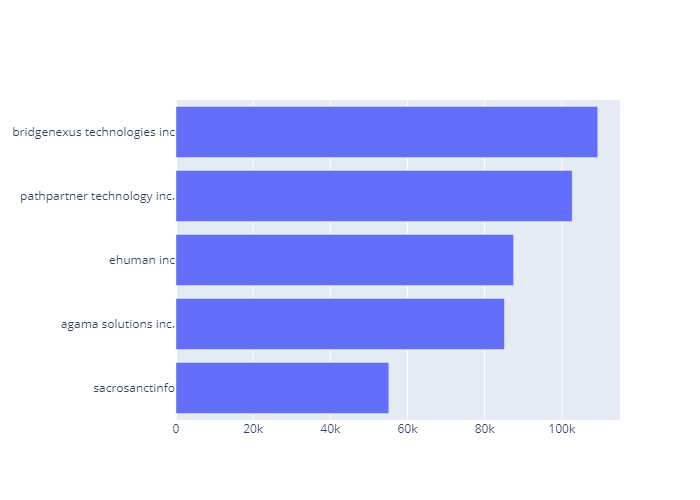 bridgenexus technologies inc
pathpartner technology inc.
ehuman inc
agama solutions inc.
sacrosanctinfo
0 20k 40k 60k 80k 100k